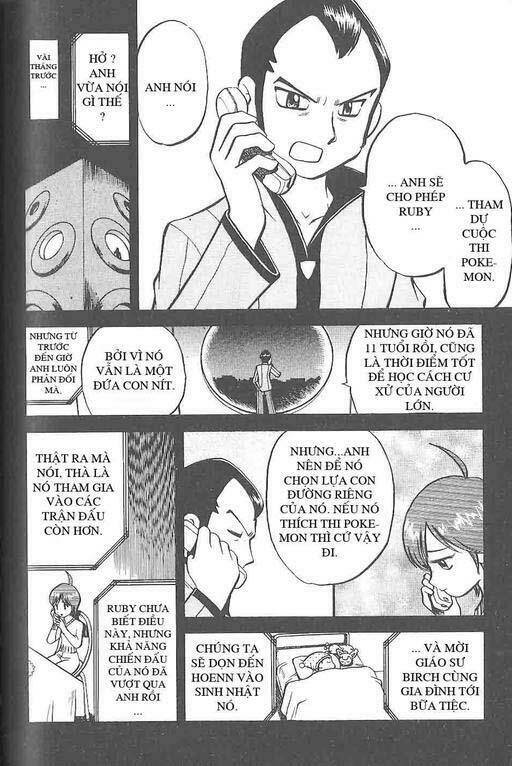 VÀI
THÁNG
TRƯỚC
...
HỞ ?
ANH
VỪA NÓI
GÌ THẾ
?
ANH NÓI
...
... ANH SẼ
CHO PHÉP
RUBY
...
... THAM
DỰ
CUỘC
THI
POKE-
MON.
NHƯNG TỪ
TRƯỚC
ĐẾN GIỜ
ANH LUÔN
PHẢN ĐỐI
MÀ.
BỞI VÌ NÓ
VẪN LÀ MỘT
ĐỨA CON NÍT.
NHƯNG GIỜ NÓ ĐÃ
11 TUỔI RỒI, CŨNG
LÀ THỜI ĐIỂM TỐT
ĐỂ HỌC CÁCH CƯ
XỬ CỦA NGƯỜI
LỚN.
THẬT RA MÀ
NÓI, THÀ LÀ
NÓ THAM GIA
VÀO CÁC
TRẬN ĐẤU
CÒN HƠN.
RUBY CHƯA
BIẾT ĐIỀU
NÀY, NHƯNG
KHẢ NĂNG
CHIẾN ĐẤU
CỦA NÓ ĐÃ
VƯỢT QUA
ANH RỒI
...
NHƯNG...ANH
NÊN ĐỂ NÓ
CHỌN LỰA CON
ĐƯỜNG RIÊNG
CỦA NÓ. NẾU NÓ
THÍCH THI POKE-
MON THÌ CỨ VẬY
ĐI.
CHÚNG TA
SẼ DỌN ĐẾN
HOENN VÀO
SINH NHẬT
NÓ.
... VÀ MỜI
GIÁO SƯ
BIRCH CÙNG
GIA ĐÌNH TỚI
BỮA TIỆC.